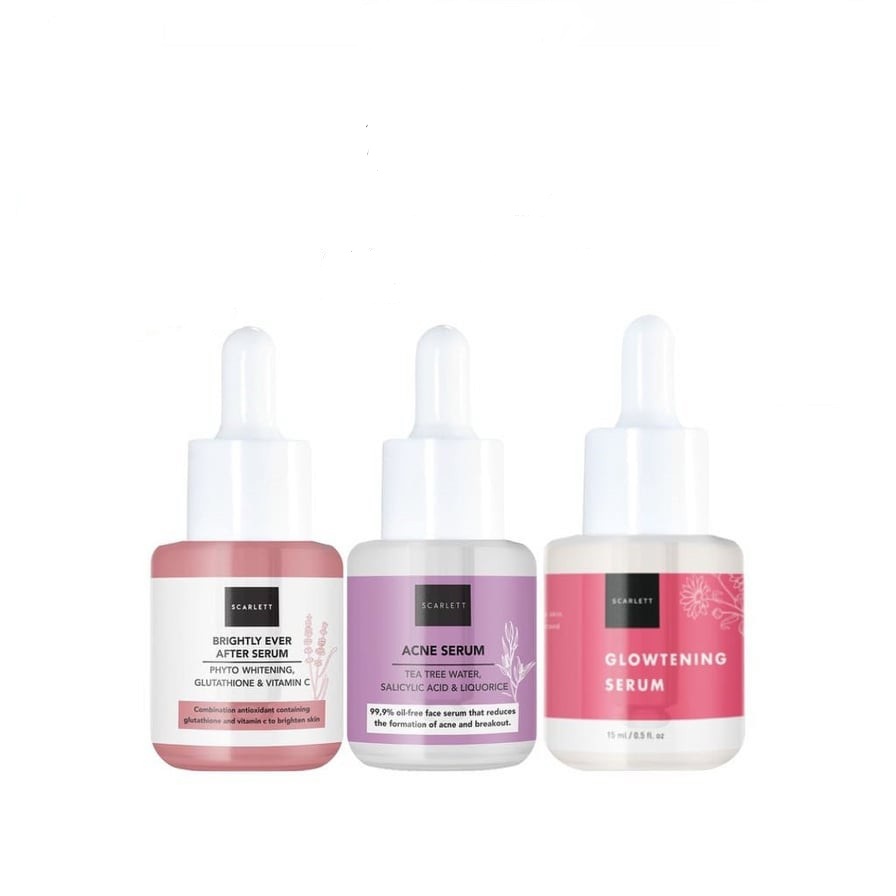 SCARLETT
BRIGHTLY EVER
AFTER SERUM
PHYTO WHITENING,
GLUTATHIONE & VITAMIN C
Combination antioxidant containing
glutathione and vitamin c to brighten skin
SCARLETT
ACNE SERUM
TEA TREE WATER,
SALICYLIC ACID & LIQUORICE
99,9% oil-free face serum that reduces
the formation of acne and breakout.
SCARLETT
GLOWTENING
SERUM
15 ml./ 0.5 fl. oz